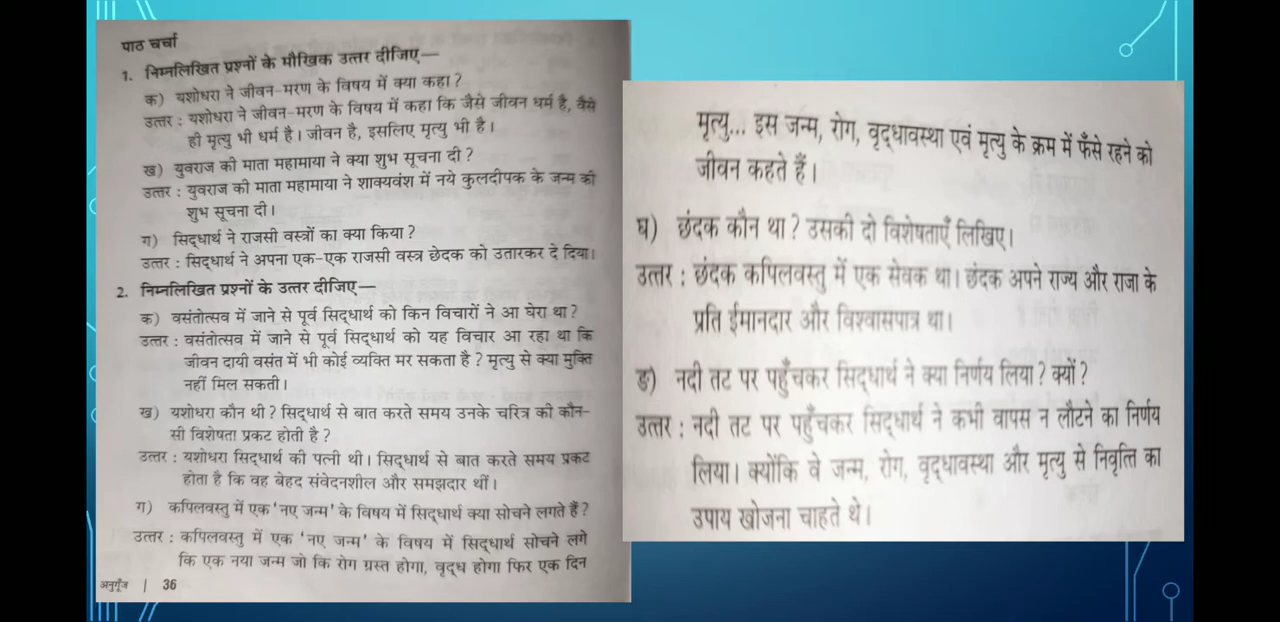 पाठ चर्चा
1. निम्नलिखित प्रश्नों के मौखिक उत्तर दीजिए—
क) यशोधरा ने जीवन-मरण के विषय में क्या कहा?
उत्तर : यशोधरा ने जीवन-मरण के विषय में कहा कि जैसे जीवन धर्म है, वैसे
ही मृत्यु भी धर्म है। जीवन है, इसलिए मृत्यु भी है।
ख) युवराज की माता महामाया ने क्या शुभ सूचना दी?
उत्तर : युवराज की माता महामाया ने शाक्यवंश में नये कुलदीपक के जन्म की
शुभ सूचना दी।
ग) सिद्धार्थ ने राजसी वस्त्रों का क्या किया?
उत्तर : सिद्धार्थ ने अपना एक-एक राजसी वस्त्र छेदक को उतारकर दे दिया।
2. निम्नलिखित प्रश्नों के उत्तर दीजिए—
क) वसंतोत्सव में जाने से पूर्व सिद्धार्थ को किन विचारों ने आ घेरा था?
उत्तर : वसंतोत्सव में जाने से पूर्व सिद्धार्थ को यह विचार आ रहा था कि
जीवन दायी वसंत में भी कोई व्यक्ति मर सकता है? मृत्यु से क्या मुक्ति
नहीं मिल सकती।
ख) यशोधरा कौन थी? सिद्धार्थ से बात करते समय उनके चरित्र की कौन-
सी विशेषता प्रकट होती है?
उत्तर : यशोधरा सिद्धार्थ की पत्नी थी। सिद्धार्थ से बात करते समय प्रकट
होता है कि वह बेहद संवेदनशील और समझदार थीं।
ग) कपिलवस्तु में एक 'नए जन्म' के विषय में सिद्धार्थ क्या सोचने लगते हैं?
उत्तर : कपिलवस्तु में एक 'नए जन्म' के विषय में सिद्धार्थ सोचने लगे
कि एक नया जन्म जो कि रोग ग्रस्त होगा, वृद्ध होगा फिर एक दिन
अनुगूँज | 36
मृत्यु... इस जन्म, रोग, वृद्धावस्था एवं मृत्यु के क्रम में फँसे रहने को
जीवन कहते हैं।
घ) छंदक कौन था? उसकी दो विशेषताएँ लिखिए।
उत्तर : छंदक कपिलवस्तु में एक सेवक था। छंदक अपने राज्य और राजा के
प्रति ईमानदार और विश्वासपात्र था।
ङ) नदी तट पर पहुँचकर सिद्धार्थ ने क्या निर्णय लिया? क्यों?
उत्तर : नदी तट पर पहुँचकर सिद्धार्थ ने कभी वापस न लौटने का निर्णय
लिया। क्योंकि वे जन्म, रोग, वृद्धावस्था और मृत्यु से निवृत्ति का
उपाय खोजना चाहते थे।